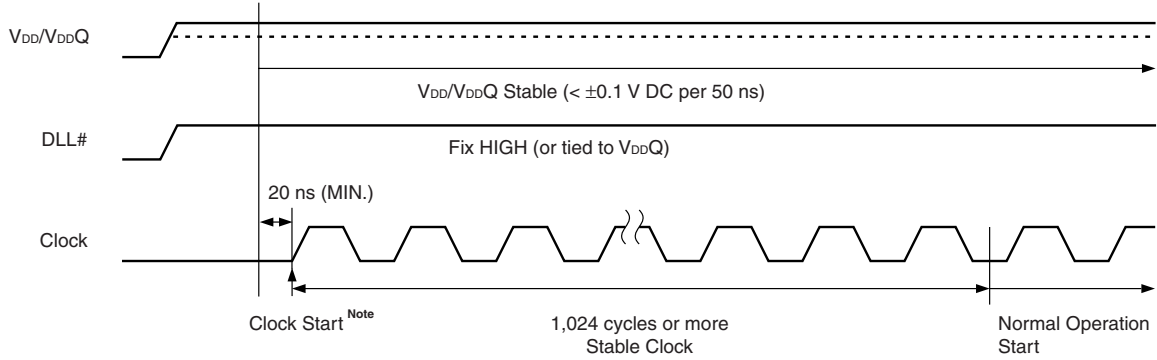 VDD/VDDQ
VDD/VDDQ Stable (< ±0.1 V DC per 50 ns)
DLL#
Fix HIGH (or tied to VDDQ)
20 ns (MIN.)
Clock
Clock Start Note
1,024 cycles or more
Stable Clock
Normal Operation
Start